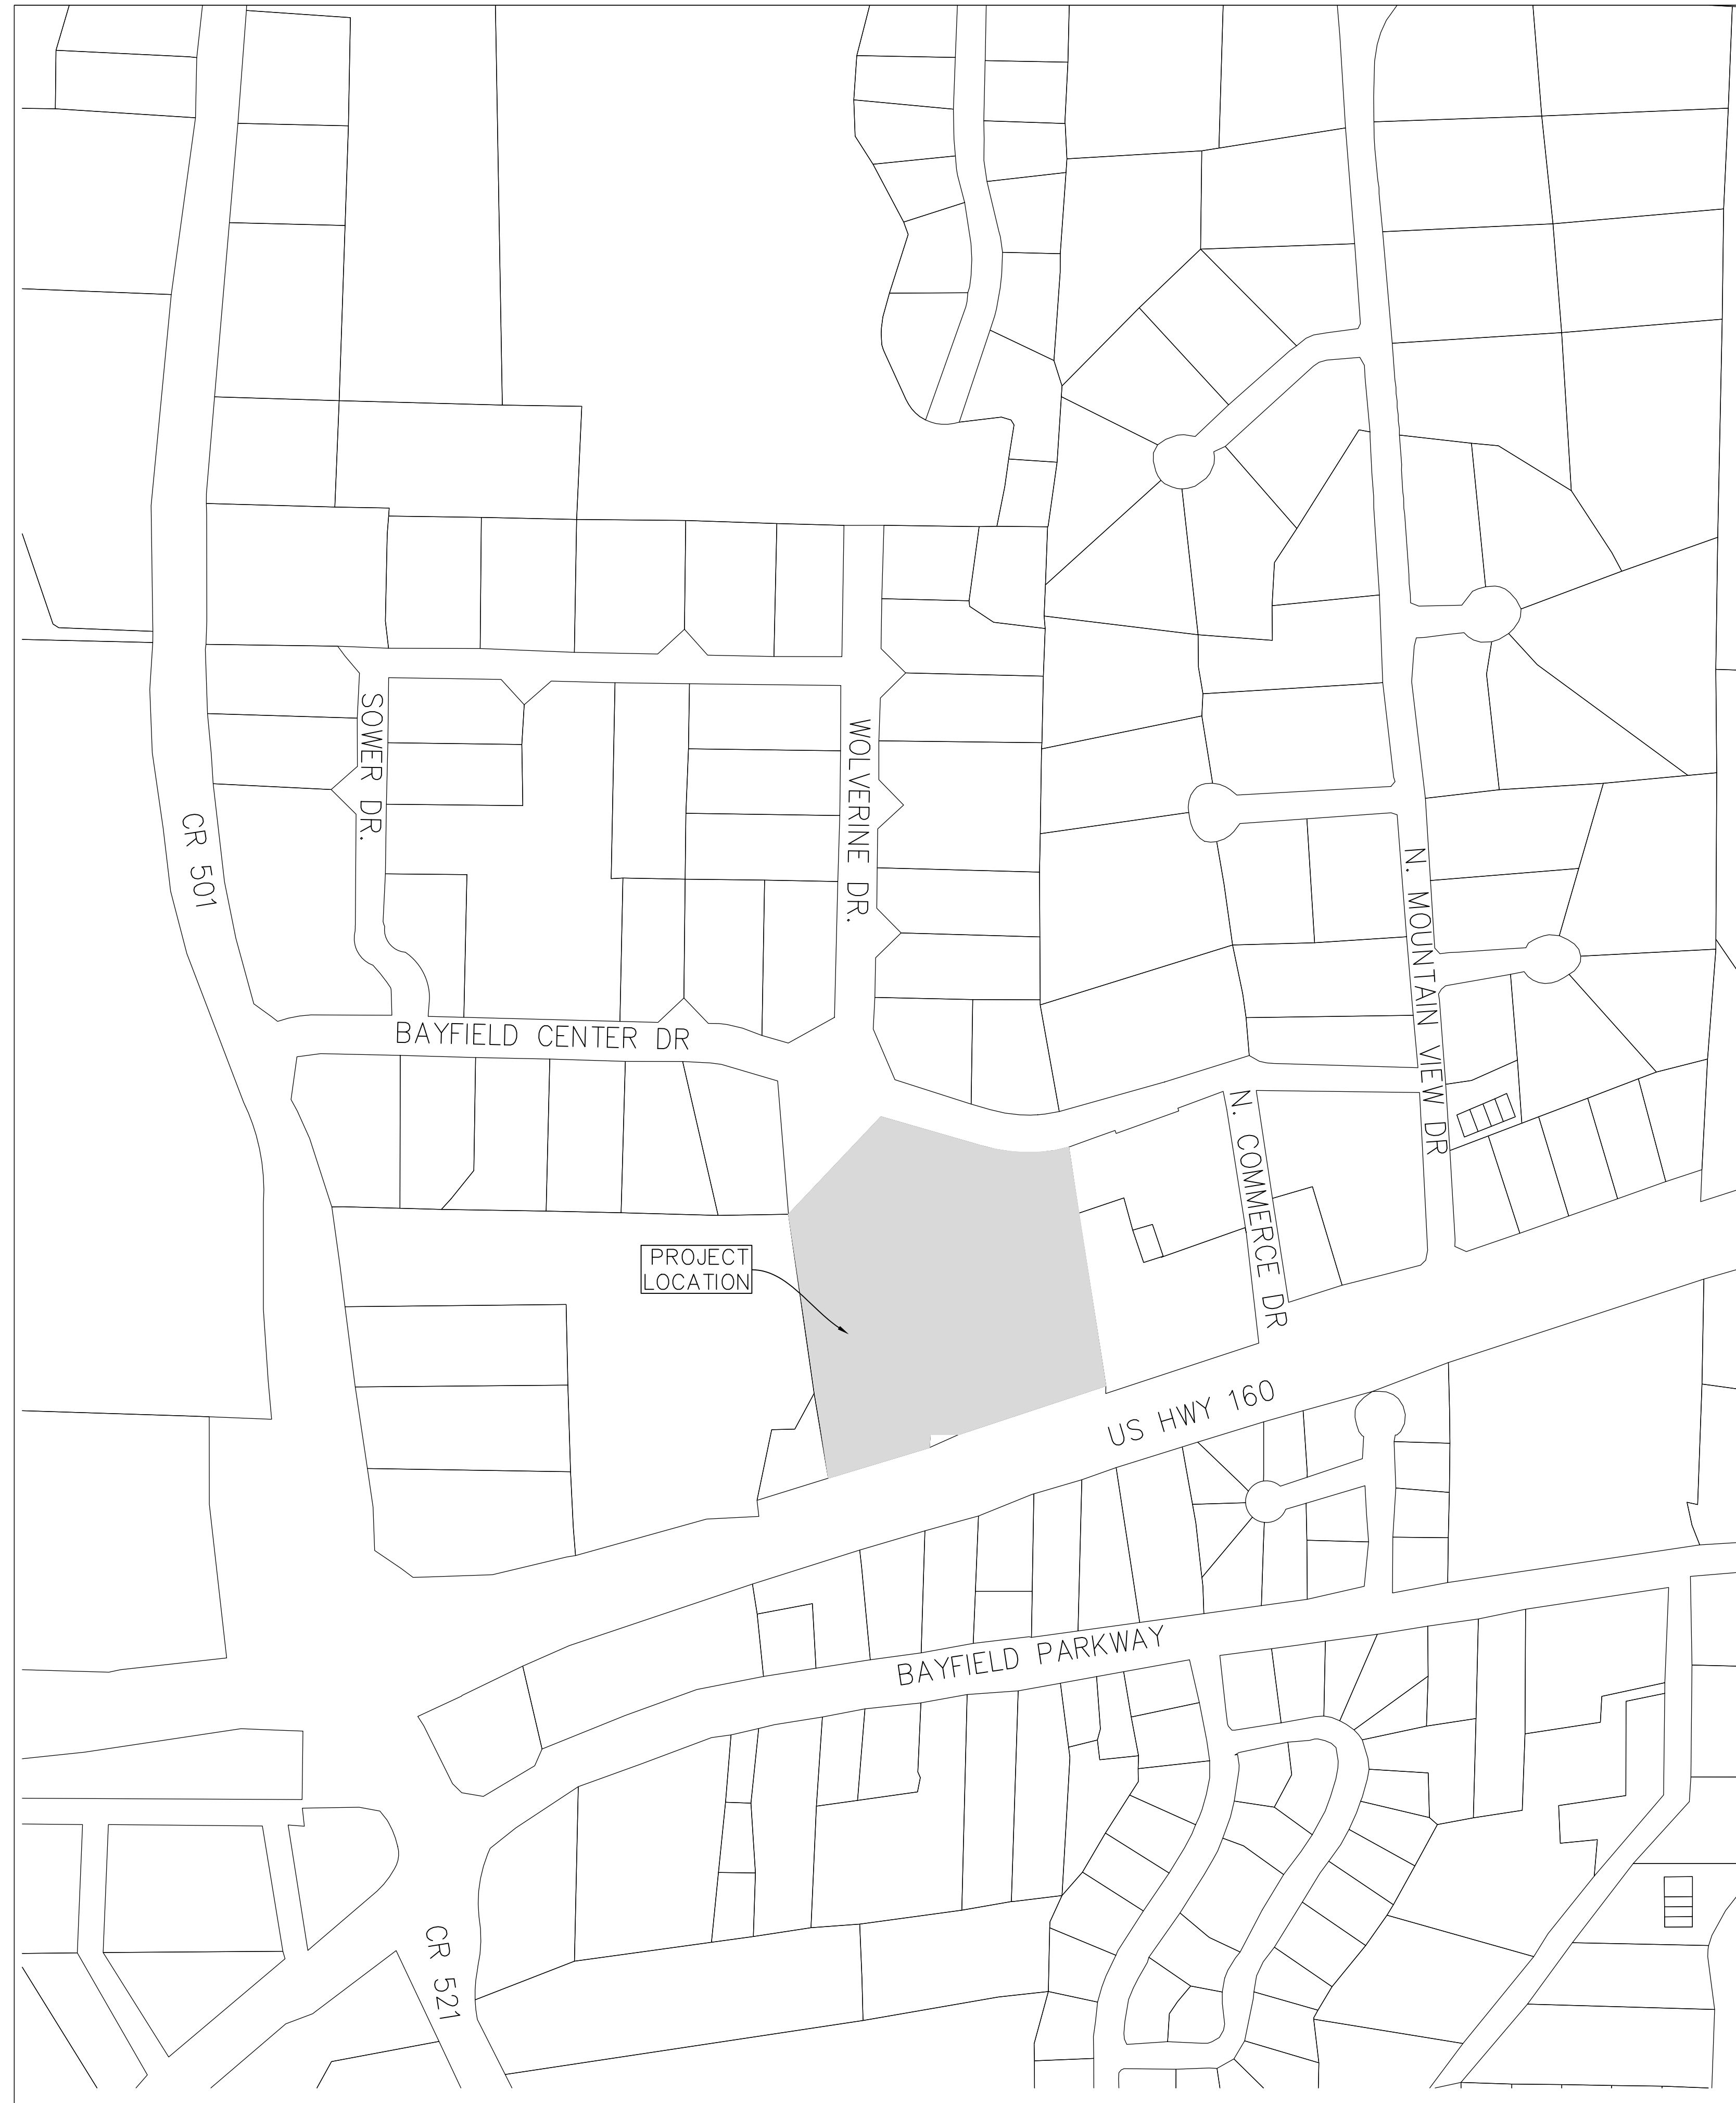 SOWER DR.
WOLVERINE DR.
CR 501
N. MOUNTAIN VIEW DR
BAYFIELD CENTER DR
N. COMMERCE DR
PROJECT
LOCATION
US HWY 160
BAYFIELD PARKWAY
CR 521